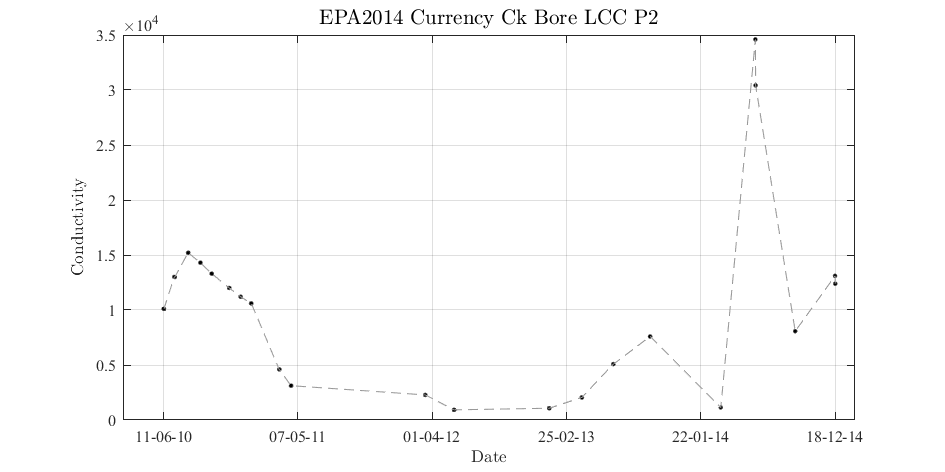 EPA2014 Currency Ck Bore LCC P2
×10⁴
3.5
3
2.5
2
1.5
1
0.5
0
Conductivity
11-06-10 07-05-11 01-04-12 25-02-13 22-01-14 18-12-14
Date